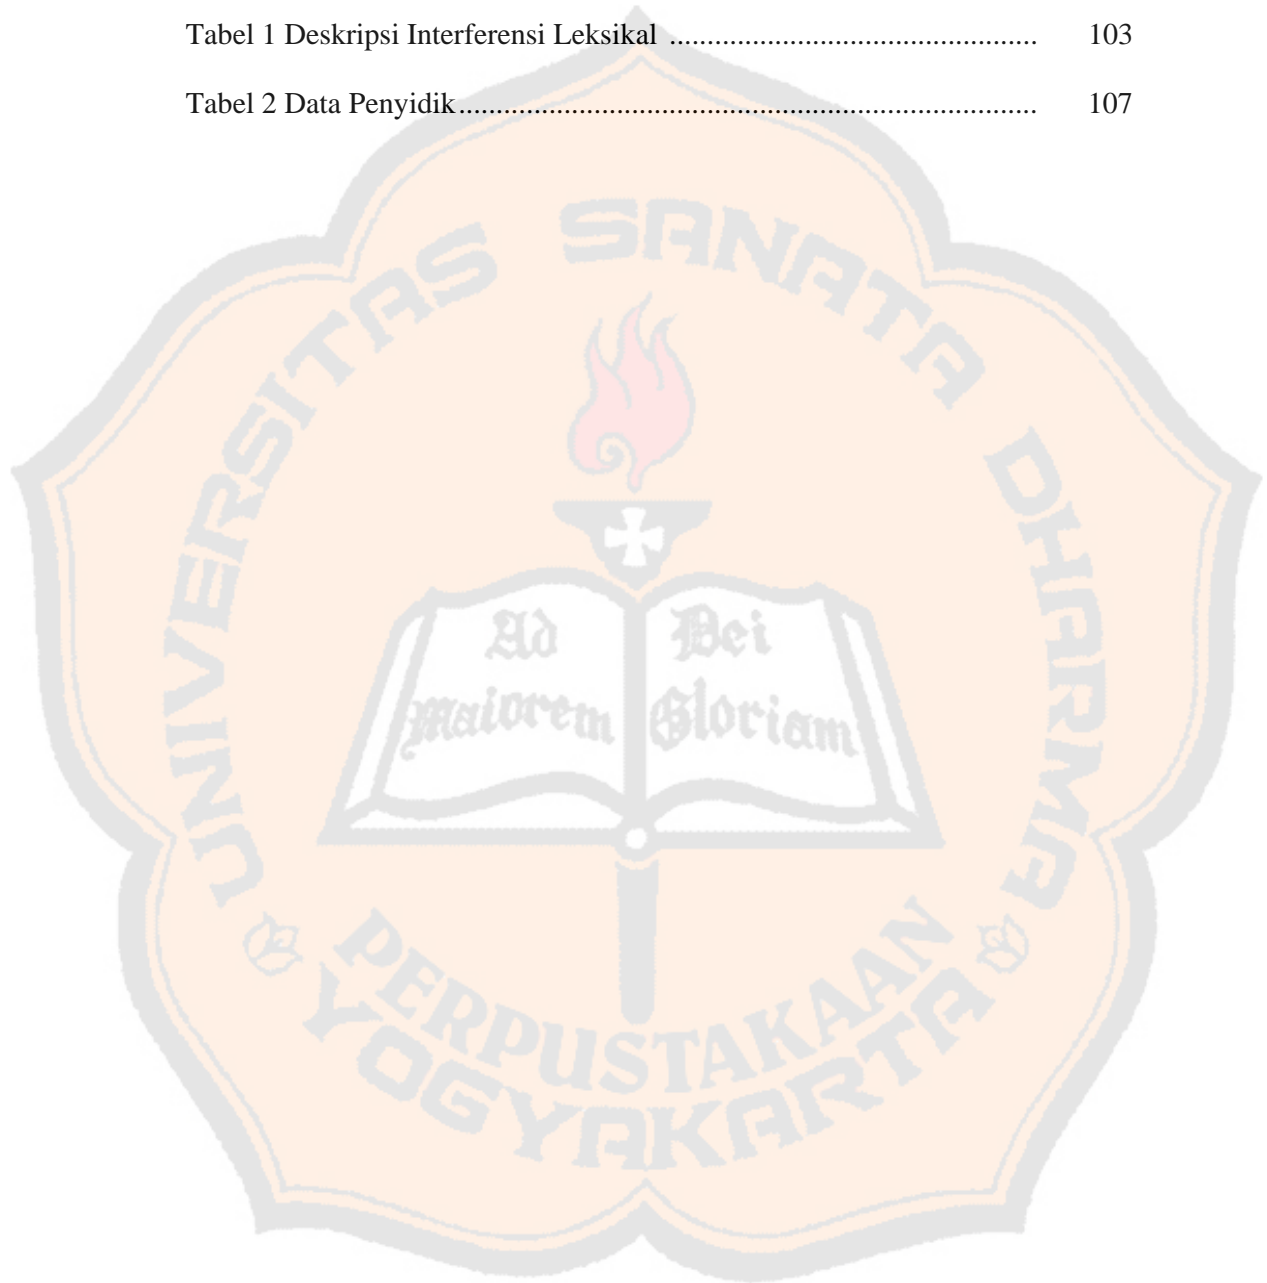 Tabel 1 Deskripsi Interferensi Leksikal ................................................. 103
Tabel 2 Data Penyidik............................................................................. 107
UNIVERSITAS SANATA DHARMA
Ad Dei
maiorem Gloriam
PERPUSTAKAAN
YOGYAKARTA